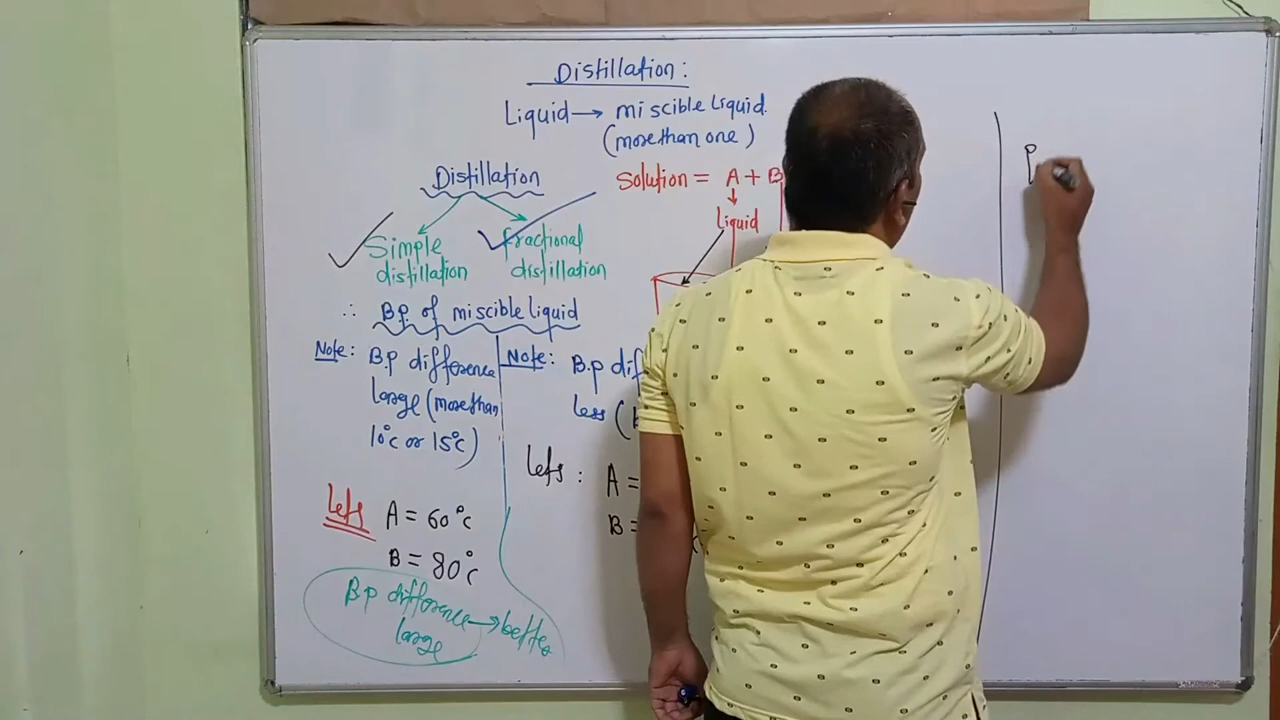 Distillation:
Liquid → miscible Liquid.
(more than one)
Distillation
Solution = A + B
Liquid
Simple
distillation
fractional
distillation
∴ B.p. of miscible liquid
Note: B.p difference
large (more than
10°c or 15°c)
Note: B.p dif
less (
Lets
A = 60°c
B = 80°c
B.p difference
large → better
Lets : A =
B =
P